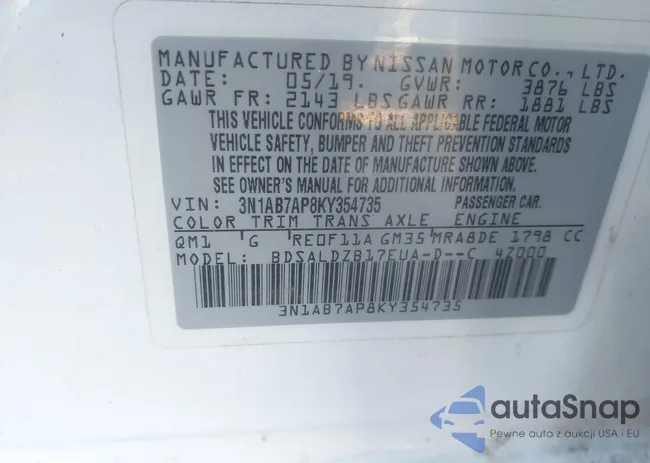 MANUFACTURED BY NISSAN MOTOR CO., LTD.
DATE: 05/19. GVWR: 3876 LBS
GAWR FR: 2143 LBS GAWR RR: 1881 LBS
THIS VEHICLE CONFORMS TO ALL APPLICABLE FEDERAL MOTOR
VEHICLE SAFETY, BUMPER AND THEFT PREVENTION STANDARDS
IN EFFECT ON THE DATE OF MANUFACTURE SHOWN ABOVE.
SEE OWNER'S MANUAL FOR ADDITIONAL INFORMATION.
VIN: 3N1AB7AP8KY354735 PASSENGER CAR.
COLOR TRIM TRANS AXLE ENGINE
QM1 G RE0F11A GM35 MRA8DE 1798 CC
MODEL: BDSALDZB17EUA-D--C 4Z000
3N1AB7AP8KY354735
autoSnap
Pewne auta z aukcji USA i EU